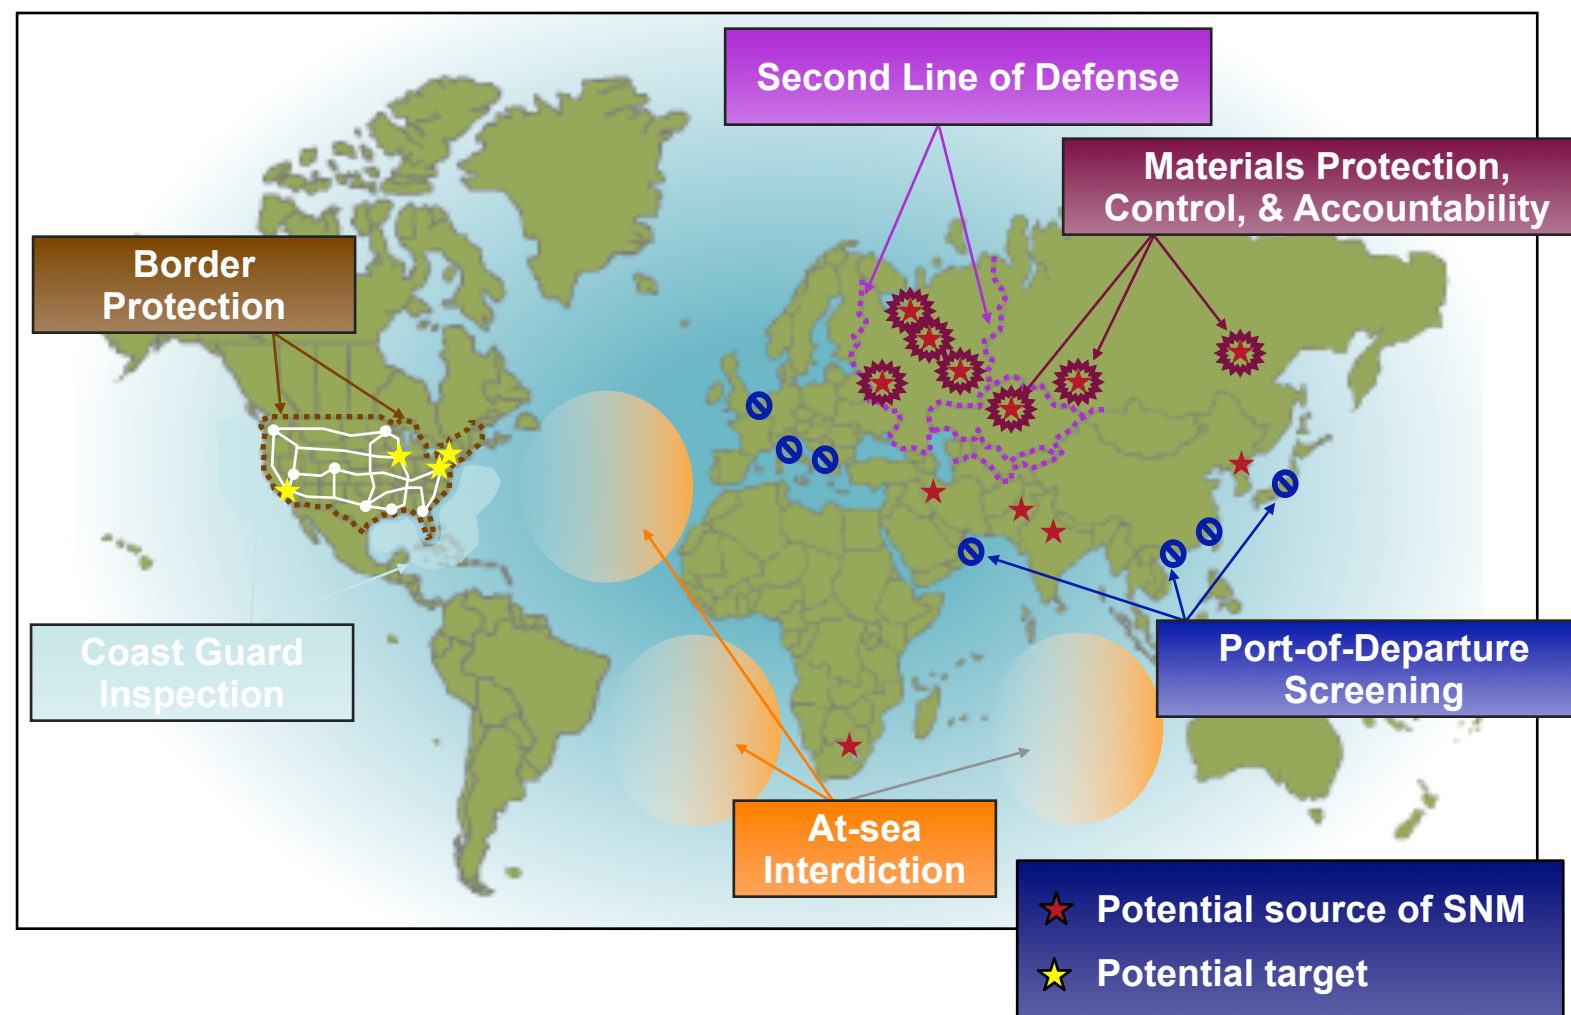 Second Line of Defense
Materials Protection,
Control, & Accountability
Border
Protection
Coast Guard
Inspection
Port-of-Departure
Screening
At-sea
Interdiction
Potential source of SNM
Potential target